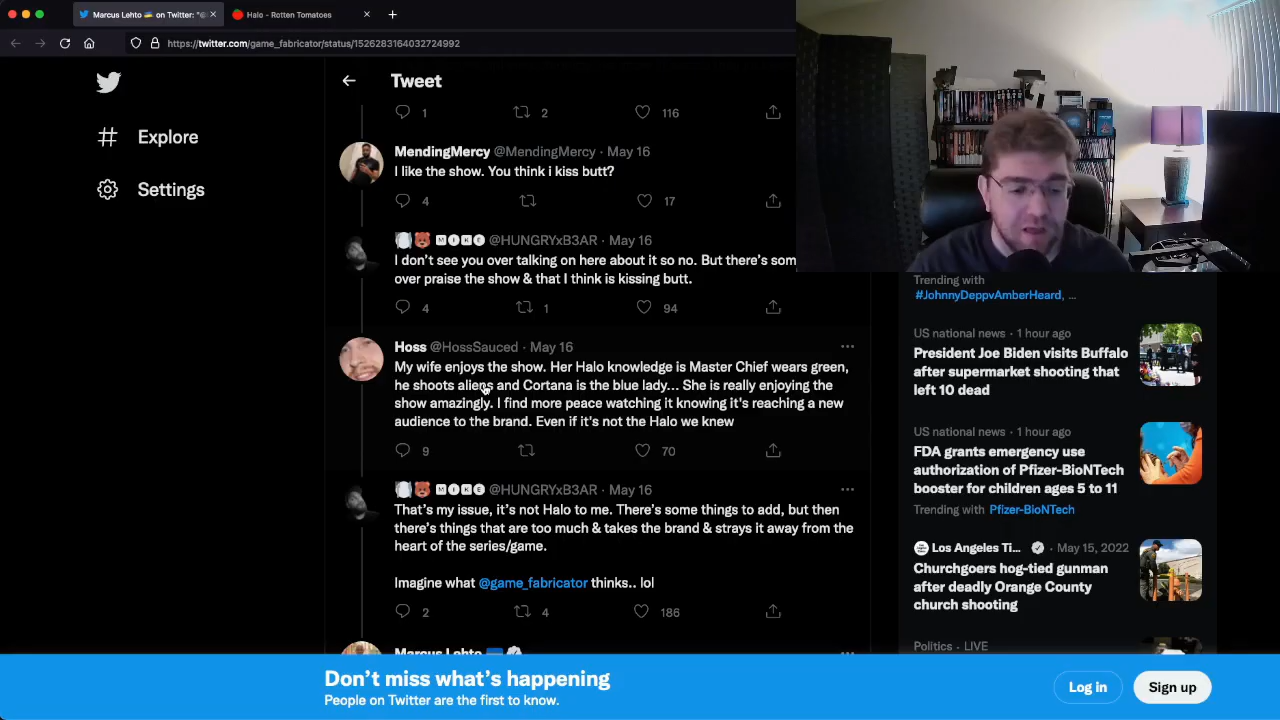 Marcus Lehto 🇺🇦 on Twitter: "@
Halo - Rotten Tomatoes
https://twitter.com/game_fabricator/status/1526283164032724992
Tweet
Explore
Settings
1 2 116
MendingMercy @MendingMercy · May 16
I like the show. You think i kiss butt?
4 17
🅼🅸🅺🅴 @HUNGRYxB3AR · May 16
I don't see you over talking on here about it so no. But there's som
over praise the show & that I think is kissing butt.
4 1 94
Hoss @HossSauced · May 16
My wife enjoys the show. Her Halo knowledge is Master Chief wears green,
he shoots aliens and Cortana is the blue lady... She is really enjoying the
show amazingly. I find more peace watching it knowing it's reaching a new
audience to the brand. Even if it's not the Halo we knew
9 70
🅼🅸🅺🅴 @HUNGRYxB3AR · May 16
That's my issue, it's not Halo to me. There's some things to add, but then
there's things that are too much & takes the brand & strays it away from the
heart of the series/game.
Imagine what @game_fabricator thinks.. lol
2 4 186
Marcus Lehto
Trending with
#JohnnyDeppvAmberHeard, ...
US national news · 1 hour ago
President Joe Biden visits Buffalo
after supermarket shooting that
left 10 dead
US national news · 1 hour ago
FDA grants emergency use
authorization of Pfizer-BioNTech
booster for children ages 5 to 11
Trending with Pfizer-BioNTech
Los Angeles Ti... · May 15, 2022
Churchgoers hog-tied gunman
after deadly Orange County
church shooting
Politics · LIVE
Don't miss what's happening
People on Twitter are the first to know.
Log in
Sign up